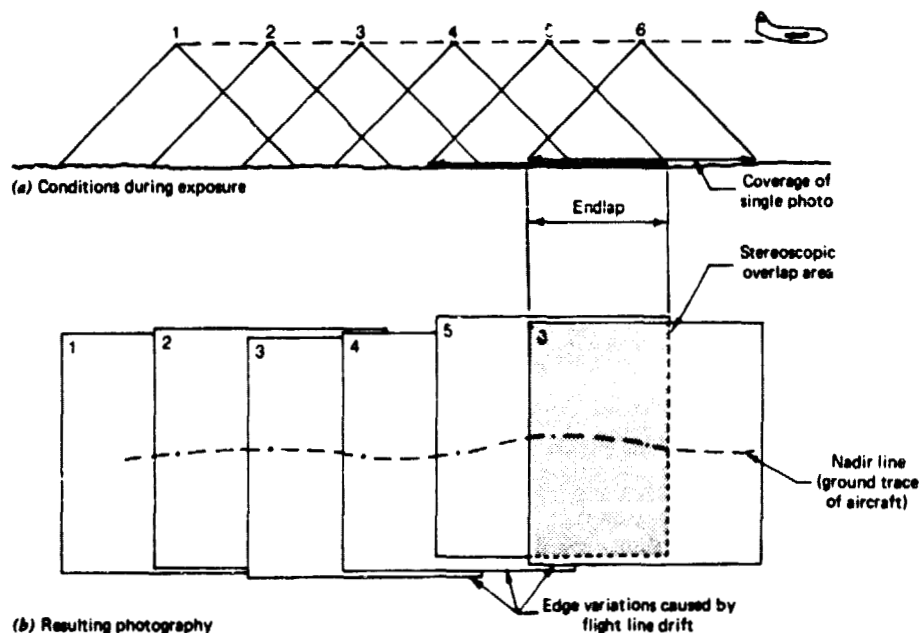 1 2 3 4 5 6
(a) Conditions during exposure
Coverage of
single photo
Endlap
Stereoscopic
overlap area
1 2 3 4 5
Nadir line
(ground trace
of aircraft)
Edge variations caused by
flight line drift
(b) Resulting photography